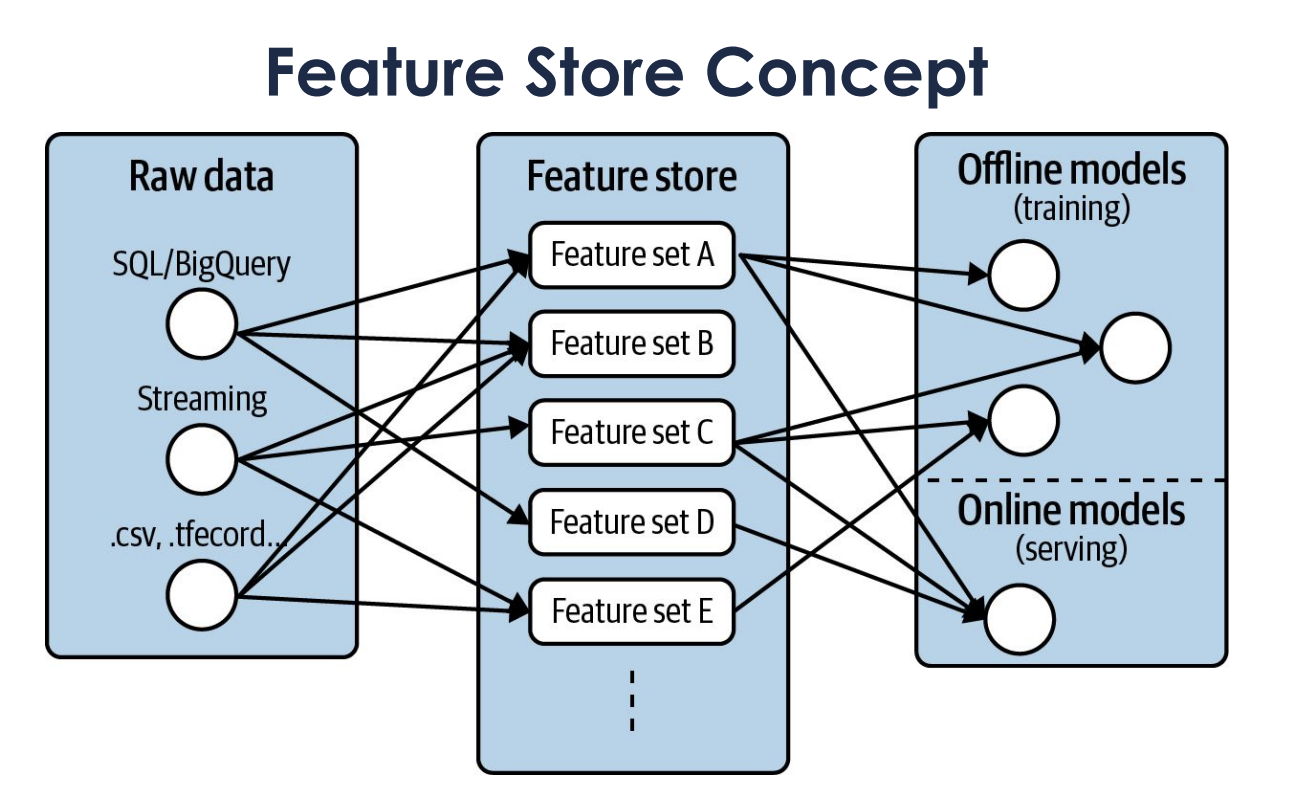 Feature Store Concept
Raw data
SQL/BigQuery
Streaming
.csv, .tfecord...
Feature store
Feature set A
Feature set B
Feature set C
Feature set D
Feature set E
Offline models
(training)
Online models
(serving)